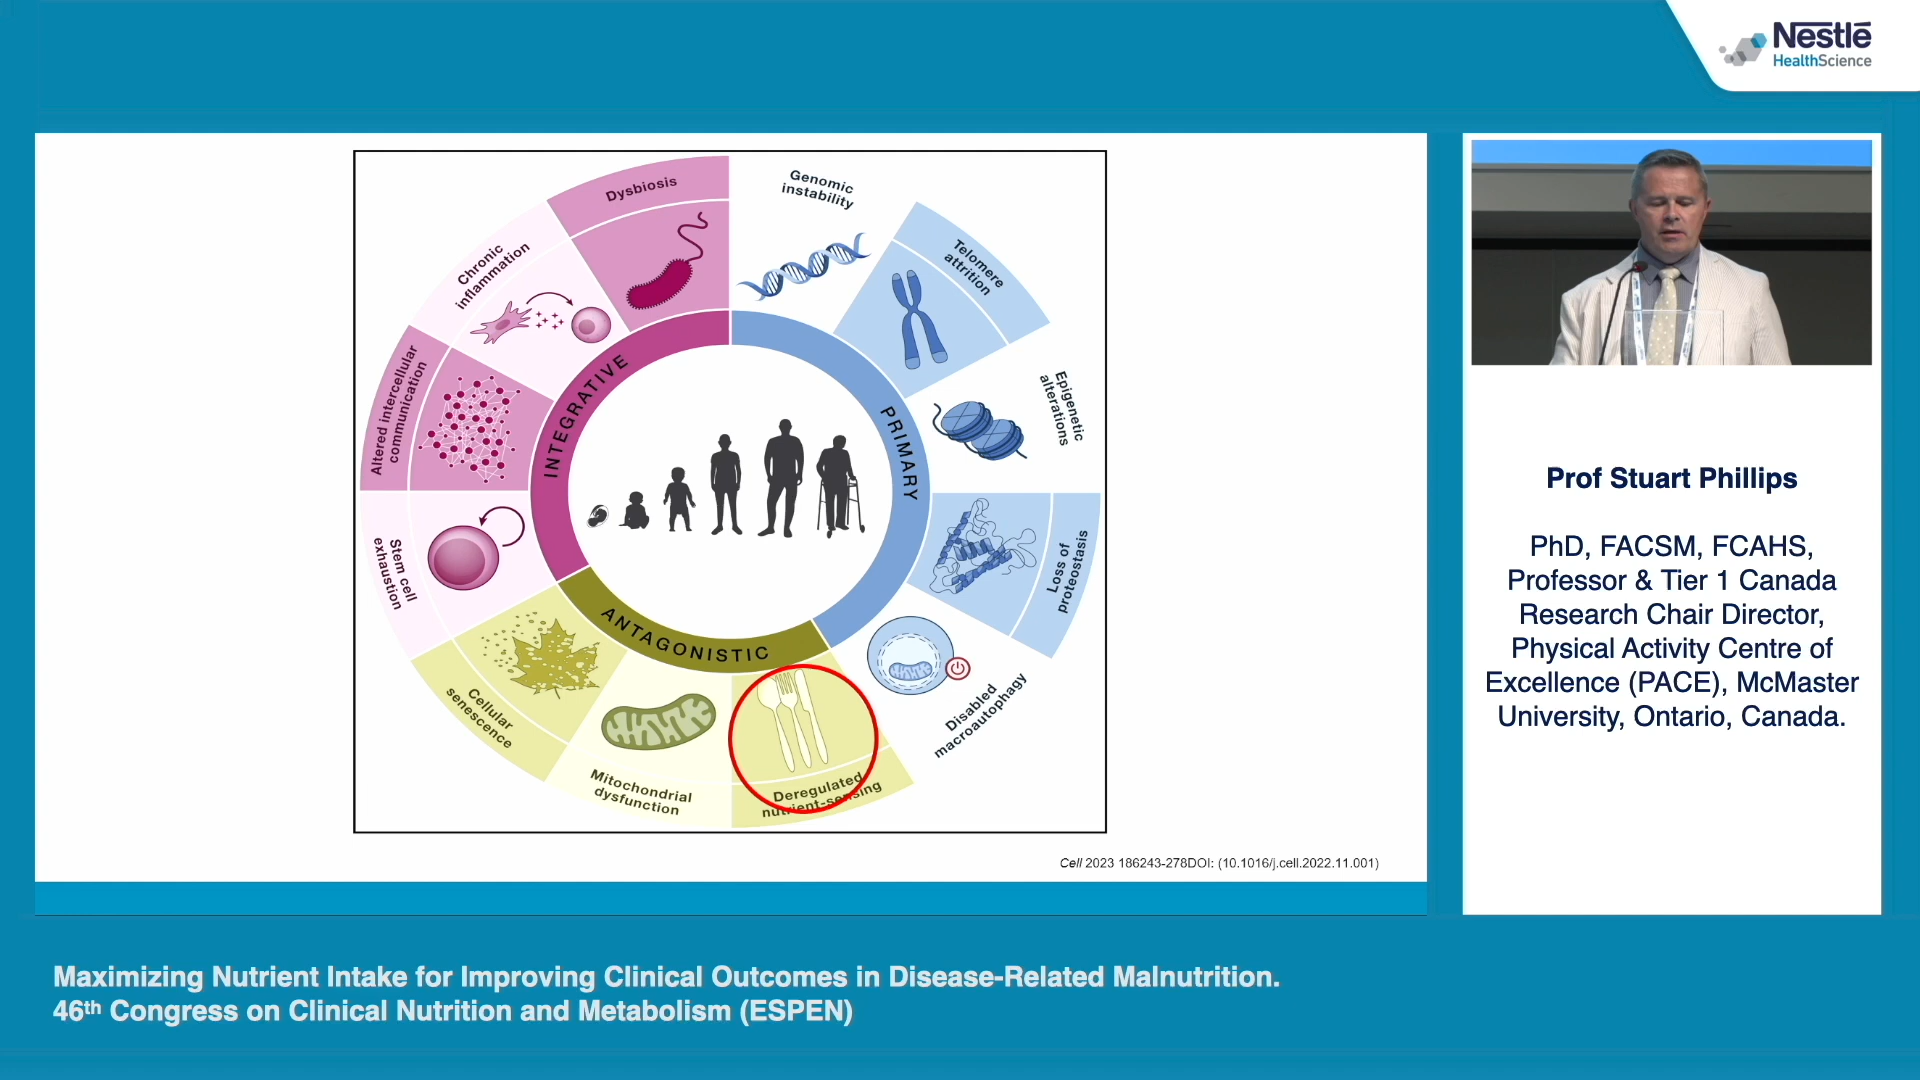 Nestlé
HealthScience
Dysbiosis
Genomic
instability
Telomere
attrition
Epigenetic
alterations
Loss of
proteostasis
Disabled
macroautophagy
Deregulated
nutrient-sensing
Mitochondrial
dysfunction
Cellular
senescence
Stem cell
exhaustion
Altered intercellular
communication
Chronic
inflammation
INTEGRATIVE
PRIMARY
ANTAGONISTIC
Cell 2023 186243-278DOI: (10.1016/j.cell.2022.11.001)
Prof Stuart Phillips
PhD, FACSM, FCAHS,
Professor & Tier 1 Canada
Research Chair Director,
Physical Activity Centre of
Excellence (PACE), McMaster
University, Ontario, Canada.
Maximizing Nutrient Intake for Improving Clinical Outcomes in Disease-Related Malnutrition.
46th Congress on Clinical Nutrition and Metabolism (ESPEN)